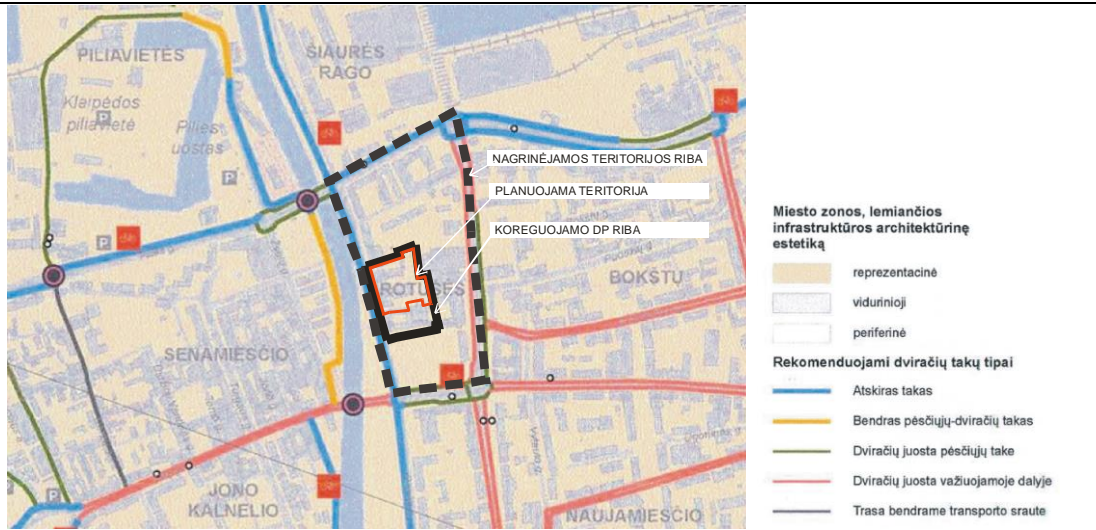 PILIAVIETĖS
ŠIAURĖS
RAGO
Klaipėdos
piliavietė
P
Pilies
uostas
P
P
NAGRINĖJAMOS TERITORIJOS RIBA
PLANUOJAMA TERITORIJA
KOREGUOJAMO DP RIBA
ROTUŠĖS
BOKŠTŲ
SENAMIESČIO
P
JONO
KALNELIO
NAUJAMIESČIO
Miesto zonos, lemiančios
infrastruktūros architektūrinę
estetiką
reprezentacinė
vidurinioji
periferinė
Rekomenduojami dviračių takų tipai
Atskiras takas
Bendras pėsčiųjų-dviračių takas
Dviračių juosta pėsčiųjų take
Dviračių juosta važiuojamoje dalyje
Trasa bendrame transporto sraute